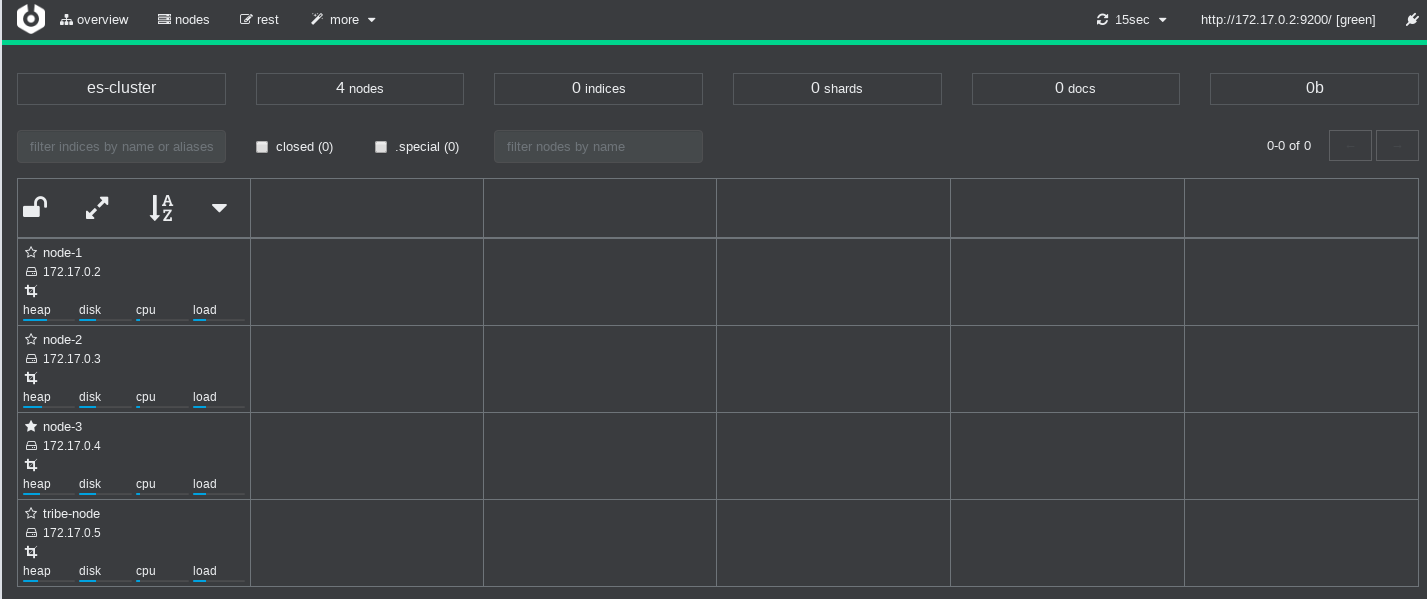 overview nodes rest more 15sec http://172.17.0.2:9200/ [green]
es-cluster 4 nodes 0 indices 0 shards 0 docs 0b
filter indices by name or aliases closed (0) .special (0) filter nodes by name 0-0 of 0
A
Z
node-1
172.17.0.2
heap disk cpu load
node-2
172.17.0.3
heap disk cpu load
node-3
172.17.0.4
heap disk cpu load
tribe-node
172.17.0.5
heap disk cpu load